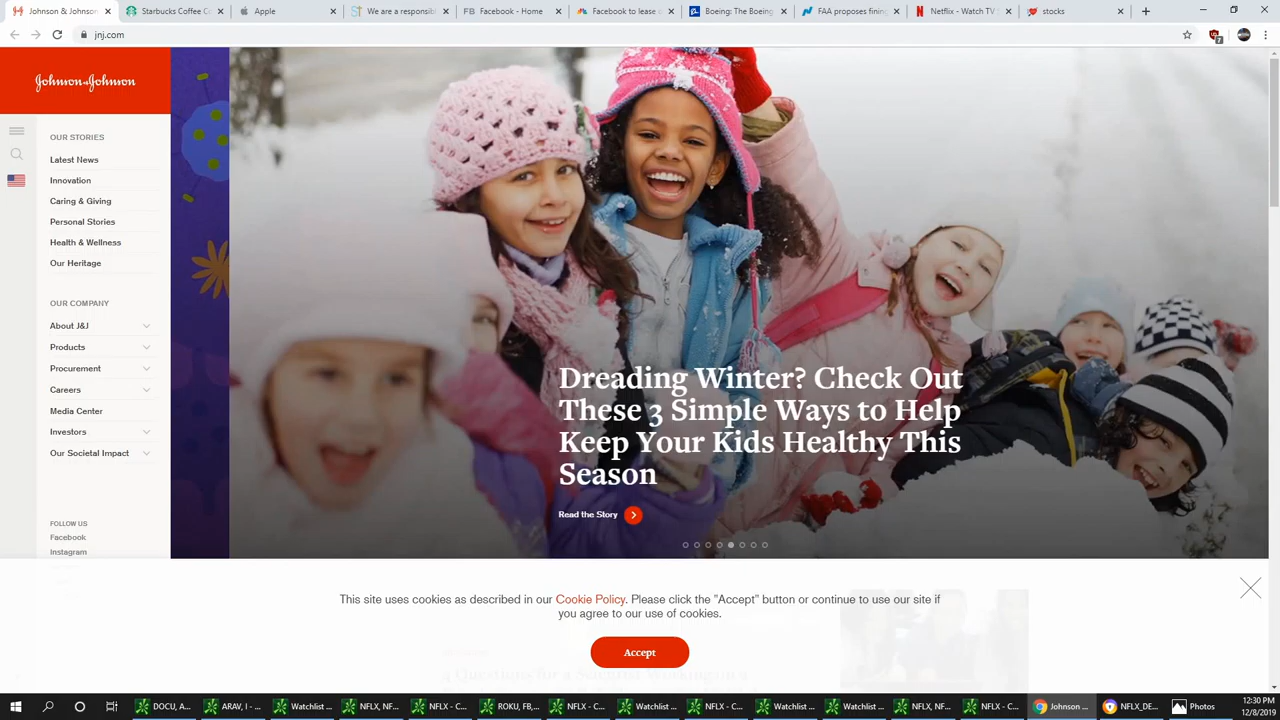 Johnson & Johnson
Starbucks Coffee C
Apple
We are a responsib
Facebook - Home
Facebook to lease
Boeing: The Boeing
FAA proposes fining
Netflix - Watch TV
stocks
jnj.com
7
Johnson & Johnson
OUR STORIES
Latest News
Innovation
Caring & Giving
Personal Stories
Health & Wellness
Our Heritage
OUR COMPANY
About J&J
Products
Procurement
Careers
Media Center
Investors
Our Societal Impact
FOLLOW US
Facebook
Instagram
Dreading Winter? Check Out
These 3 Simple Ways to Help
Keep Your Kids Healthy This
Season
Read the Story
This site uses cookies as described in our Cookie Policy. Please click the "Accept" button or continue to use our site if
you agree to our use of cookies.
Accept
4 Questions for a Scientist Working on a
DOCU, A...
ARAV, I - ...
Watchlist ...
NFLX, NF...
NFLX - C...
ROKU, FB,...
NFLX - C...
Watchlist ...
NFLX - C...
Watchlist ...
Watchlist ...
NFLX, NF...
NFLX - C...
Johnson ...
NFLX_DE...
Photos
12:30 PM
12/8/2019